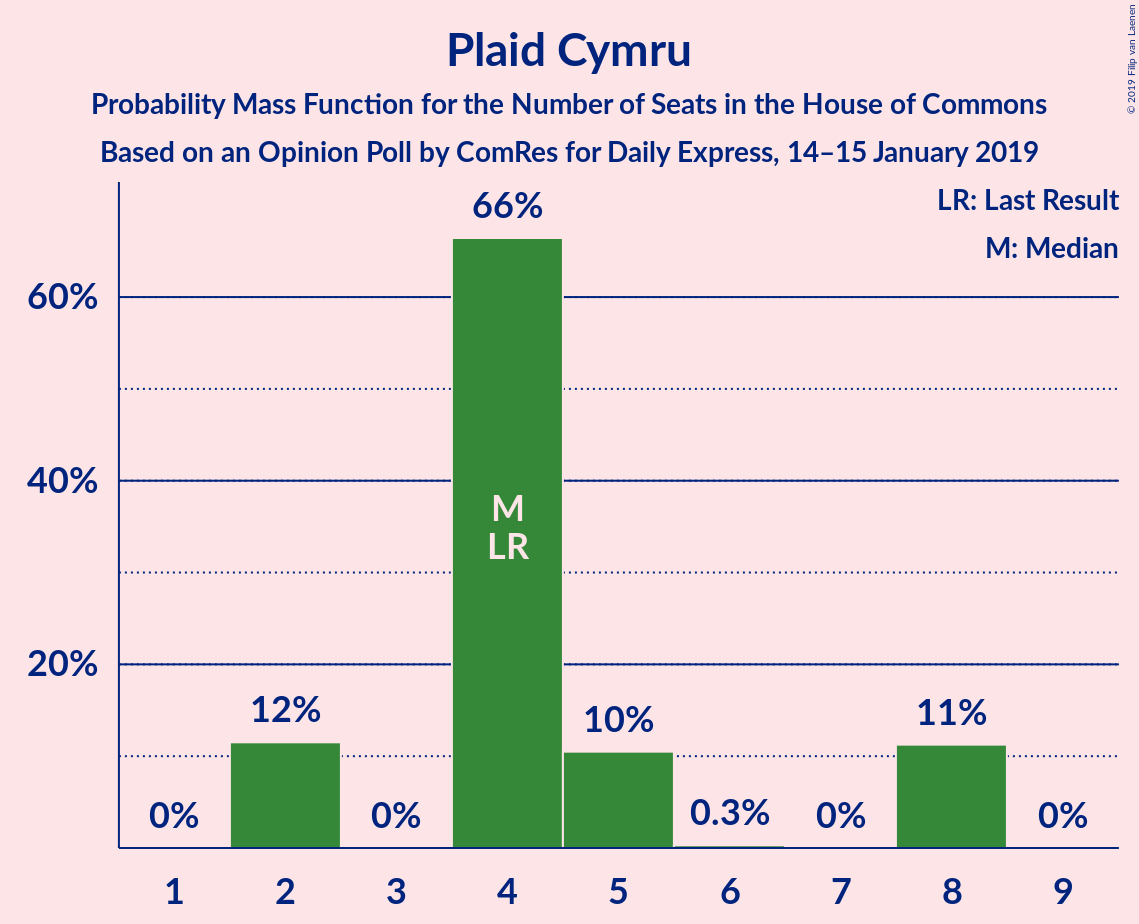 Plaid Cymru
Probability Mass Function for the Number of Seats in the House of Commons
Based on an Opinion Poll by ComRes for Daily Express, 14–15 January 2019
© 2019 Filip van Laenen
LR: Last Result
M: Median
60%
40%
20%
0%
12%
0%
66%
M
LR
10%
0.3%
0%
11%
0%
1 2 3 4 5 6 7 8 9